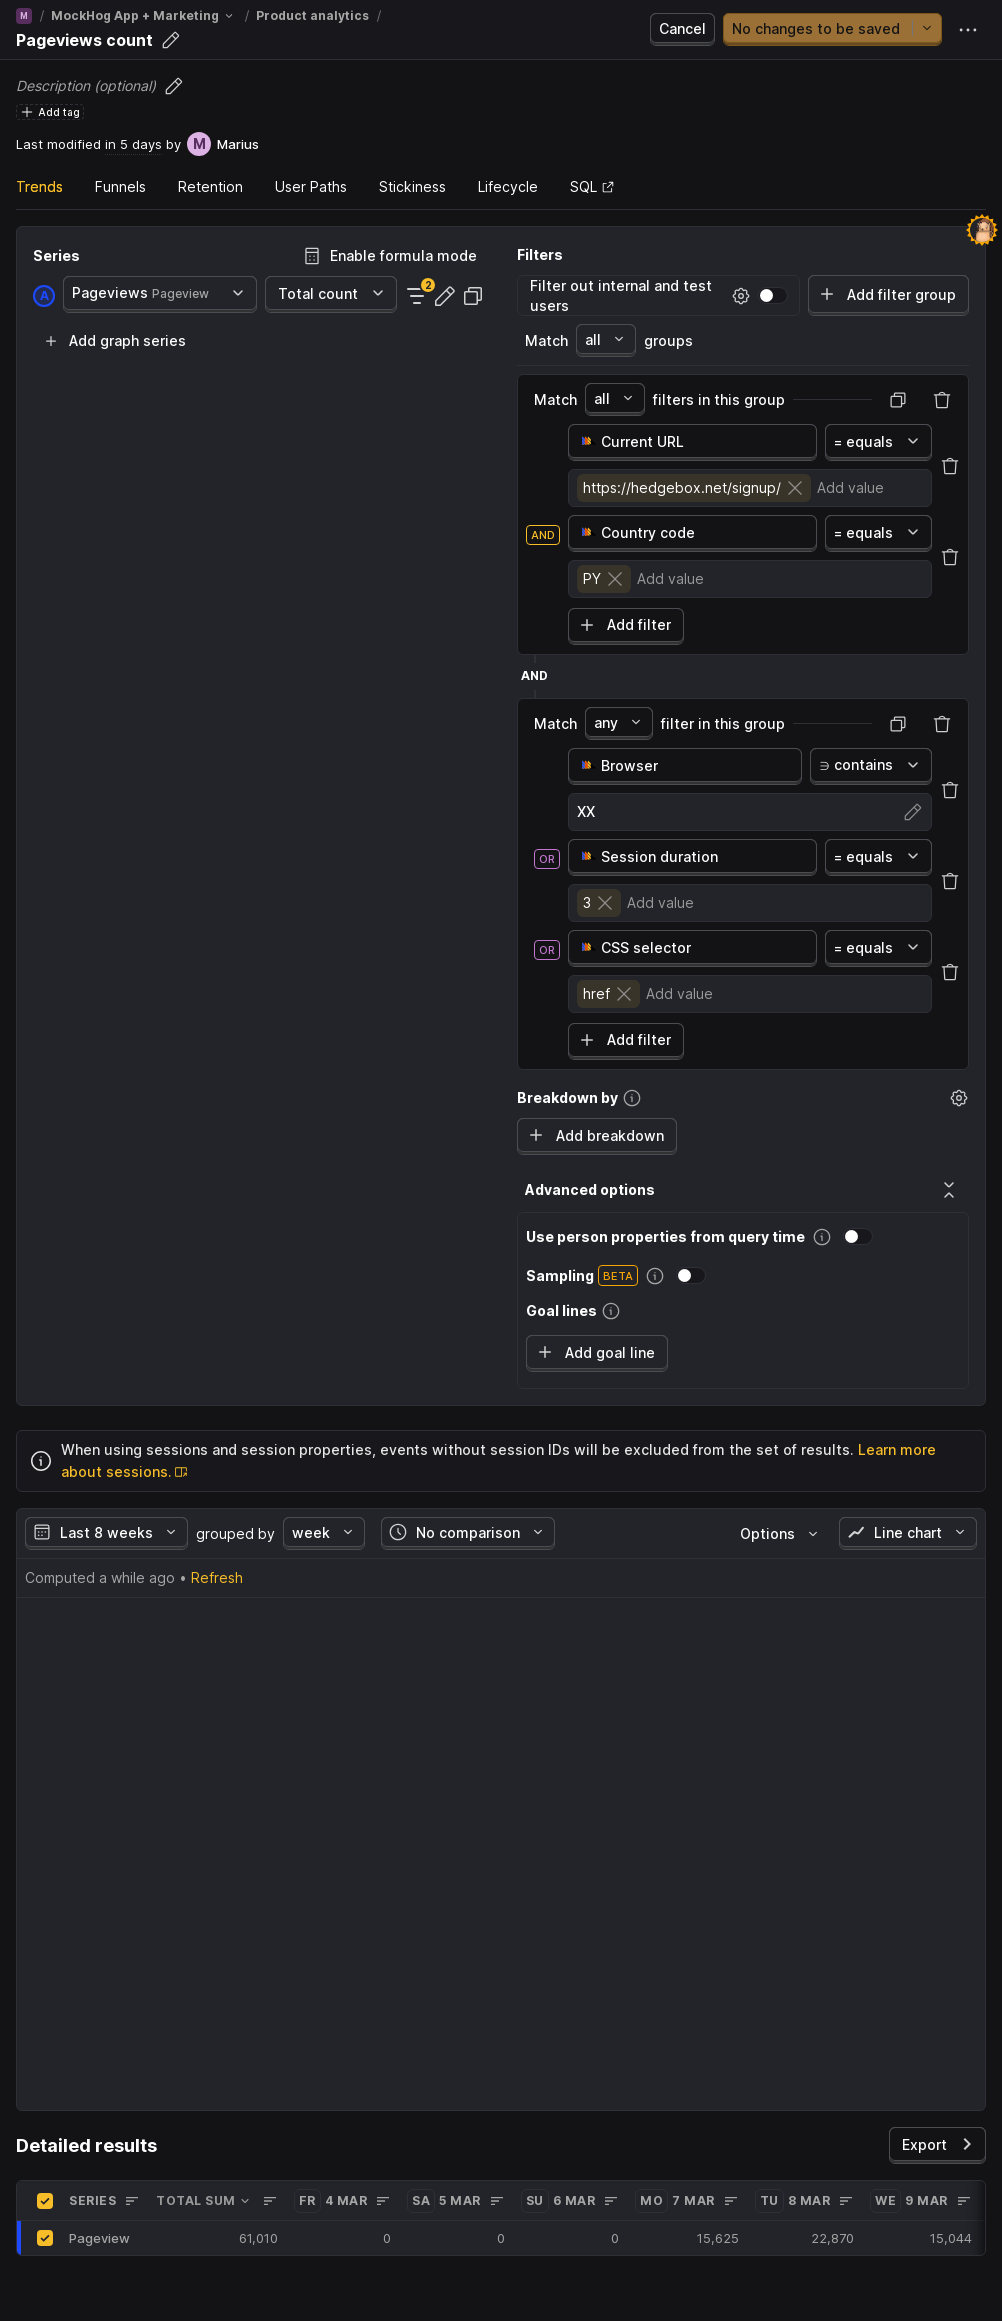 M / MockHog App + Marketing / Product analytics /
Pageviews count
Cancel
No changes to be saved
Description (optional)
Add tag
Last modified in 5 days by M Marius
Trends Funnels Retention User Paths Stickiness Lifecycle SQL
Series
Enable formula mode
A Pageviews Pageview Total count 2
Add graph series
Filters
Filter out internal and test
users
Add filter group
Match all groups
Match all filters in this group
Current URL = equals
https://hedgebox.net/signup/ Add value
AND Country code = equals
PY Add value
Add filter
AND
Match any filter in this group
Browser ∋ contains
XX
OR Session duration = equals
3 Add value
OR CSS selector = equals
href Add value
Add filter
Breakdown by
Add breakdown
Advanced options
Use person properties from query time
Sampling BETA
Goal lines
Add goal line
When using sessions and session properties, events without session IDs will be excluded from the set of results. Learn more
about sessions.
Last 8 weeks grouped by week No comparison Options Line chart
Computed a while ago • Refresh
Detailed results
Export
SERIES TOTAL SUM FR 4 MAR SA 5 MAR SU 6 MAR MO 7 MAR TU 8 MAR WE 9 MAR
Pageview 61,010 0 0 0 15,625 22,870 15,044